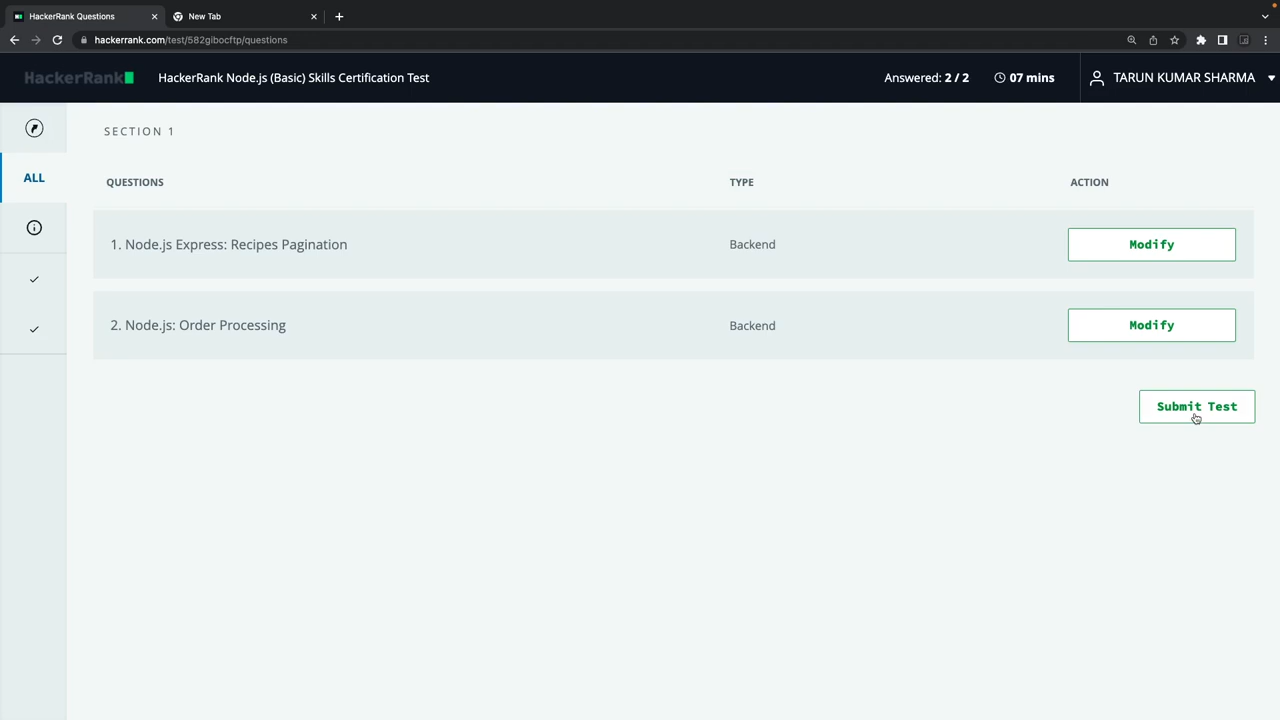 HackerRank Questions
New Tab
hackerrank.com/test/582gibocftp/questions
HackerRank
HackerRank Node.js (Basic) Skills Certification Test
Answered: 2 / 2
07 mins
TARUN KUMAR SHARMA
SECTION 1
ALL
QUESTIONS TYPE ACTION
1. Node.js Express: Recipes Pagination Backend Modify
2. Node.js: Order Processing Backend Modify
Submit Test